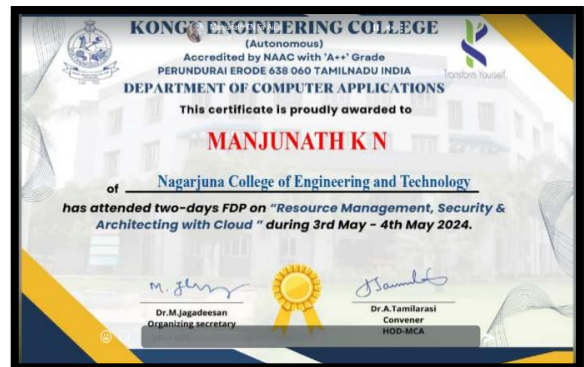 KONGU ENGINEERING COLLEGE
(Autonomous)
Accredited by NAAC with 'A++' Grade
PERUNDURAI ERODE 638 060 TAMILNADU INDIA
Transform Yourself
DEPARTMENT OF COMPUTER APPLICATIONS
This certificate is proudly awarded to
MANJUNATH K N
of Nagarjuna College of Engineering and Technology
has attended two-days FDP on “Resource Management, Security &
Architecting with Cloud ” during 3rd May - 4th May 2024.
Dr.M.Jagadeesan
Organizing secretary
Dr.A.Tamilarasi
Convener
HOD-MCA